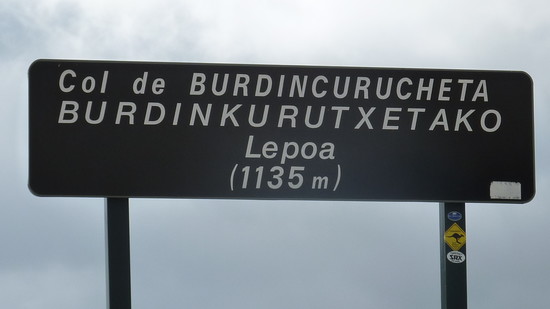 Col de BURDINCURUCHETA
BURDINKURUTXETAKO
Lepoa
(1135 m)